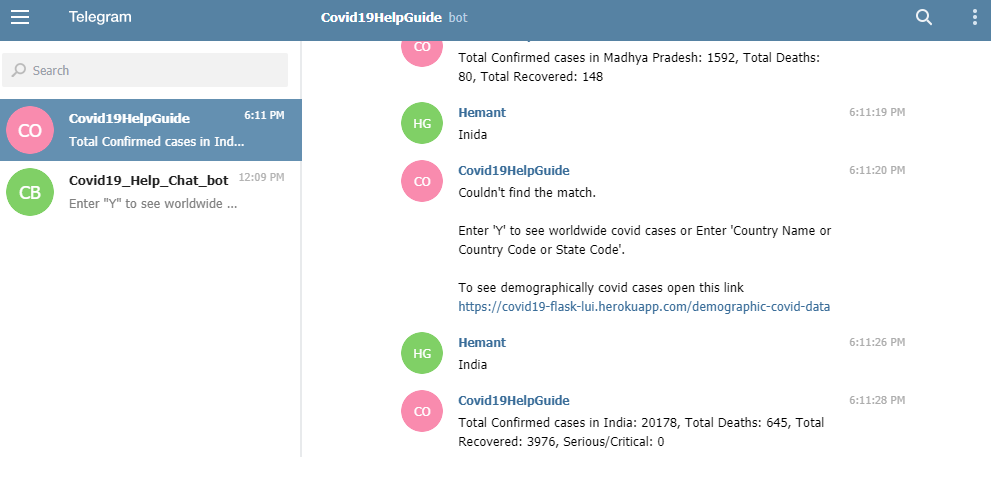 Telegram
Covid19HelpGuide bot
Search
CO
Covid19HelpGuide 6:11 PM
Total Confirmed cases in Ind...
CB
Covid19_Help_Chat_bot 12:09 PM
Enter "Y" to see worldwide ...
CO
Total Confirmed cases in Madhya Pradesh: 1592, Total Deaths:
80, Total Recovered: 148
HG
Hemant 6:11:19 PM
Inida
CO
Covid19HelpGuide 6:11:20 PM
Couldn't find the match.
Enter 'Y' to see worldwide covid cases or Enter 'Country Name or
Country Code or State Code'.
To see demographically covid cases open this link
https://covid19-flask-lui.herokuapp.com/demographic-covid-data
HG
Hemant 6:11:26 PM
India
CO
Covid19HelpGuide 6:11:28 PM
Total Confirmed cases in India: 20178, Total Deaths: 645, Total
Recovered: 3976, Serious/Critical: 0